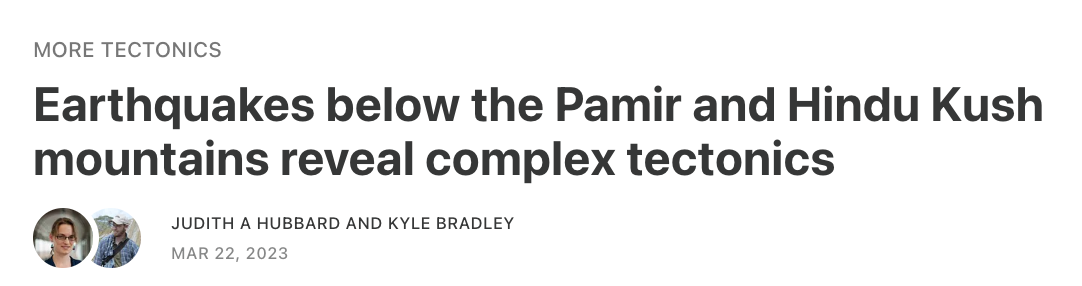 MORE TECTONICS
Earthquakes below the Pamir and Hindu Kush
mountains reveal complex tectonics
JUDITH A HUBBARD AND KYLE BRADLEY
MAR 22, 2023